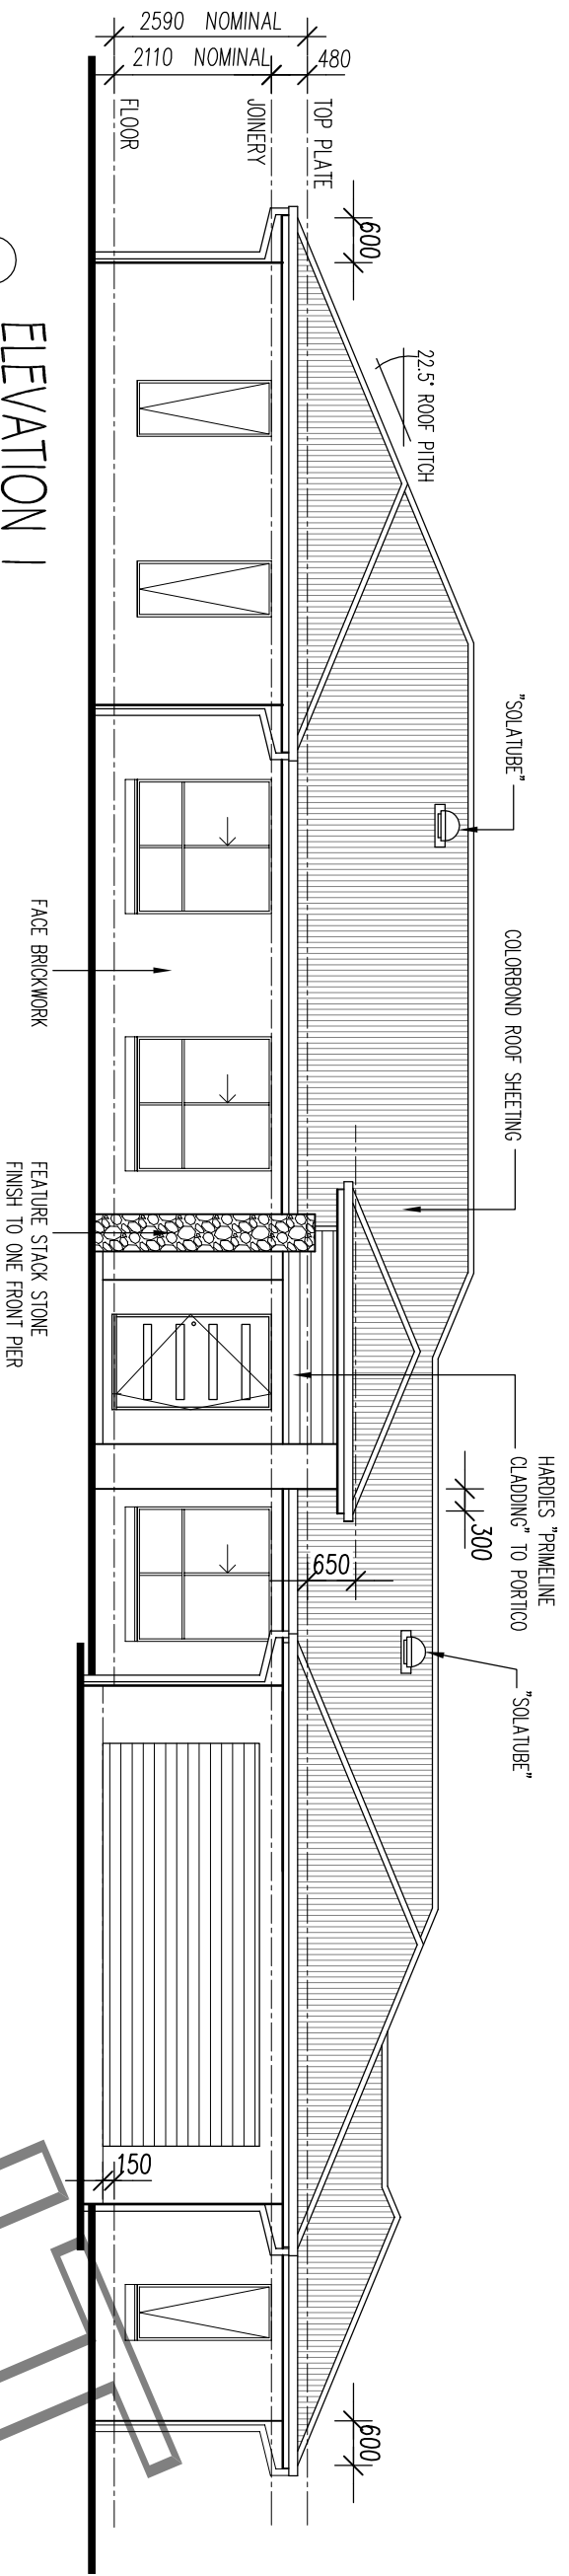 2590 NOMINAL
2110 NOMINAL
480
TOP PLATE
JOINERY
FLOOR
600
22.5° ROOF PITCH
"SOLATUBE"
COLORBOND ROOF SHEETING
HARDIES "PRIMELINE
CLADDING" TO PORTICO
300
650
"SOLATUBE"
FACE BRICKWORK
FEATURE STACK STONE
FINISH TO ONE FRONT PIER
150
600
ELEVATION 1